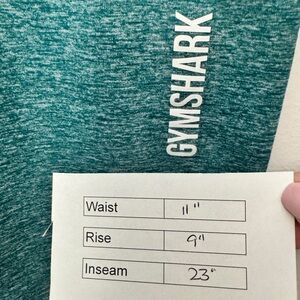 GYMSHARK
Waist 11"
Rise 9"
Inseam 23"